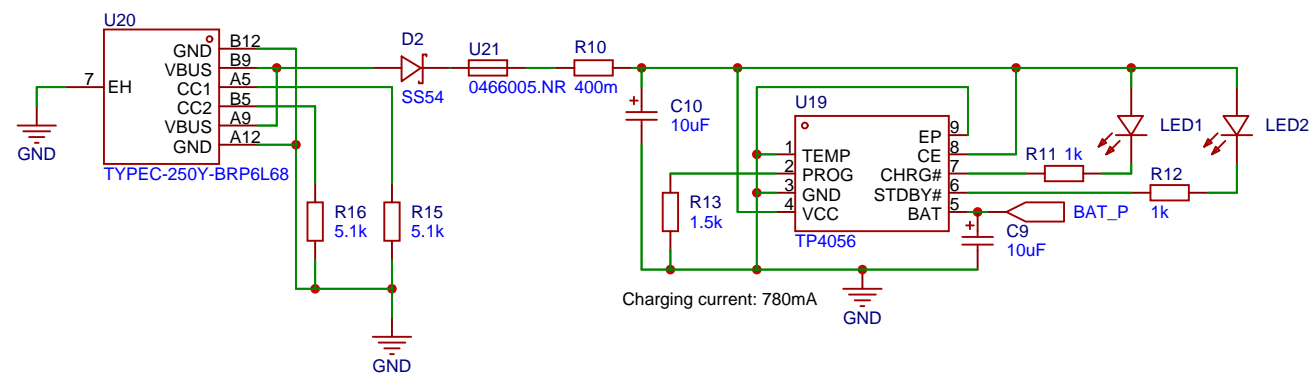 U20
GND B12
VBUS B9
7 EH CC1 A5
CC2 B5
VBUS A9
GND A12
TYPEC-250Y-BRP6L68
GND
R16
5.1k
R15
5.1k
GND
D2
SS54
U21
0466005.NR
R10
400m
C10
10uF
U19
EP 9
1 TEMP CE 8
2 PROG CHRG# 7
3 GND STDBY# 6
4 VCC BAT 5
TP4056
R13
1.5k
R11 1k
LED1
LED2
R12
1k
BAT_P
C9
10uF
Charging current: 780mA
GND